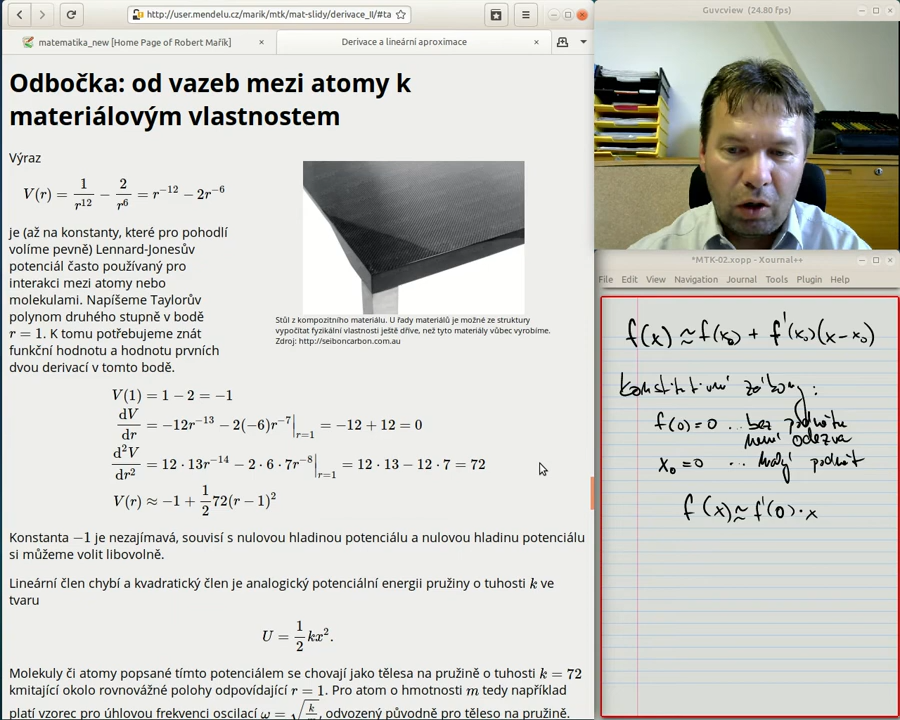 http://user.mendelu.cz/marik/mtk/mat-slidy/derivace_II/#ta
matematika_new [Home Page of Robert Mařík]
Derivace a lineární aproximace
Odbočka: od vazeb mezi atomy k
materiálovým vlastnostem
Výraz
V(r) = 1/r¹² − 2/r⁶ = r⁻¹² − 2r⁻⁶
je (až na konstanty, které pro pohodlí
volíme pevně) Lennard-Jonesův
potenciál často používaný pro
interakci mezi atomy nebo
molekulami. Napíšeme Taylorův
polynom druhého stupně v bodě
r = 1. K tomu potřebujeme znát
funkční hodnotu a hodnotu prvních
dvou derivací v tomto bodě.
Stůl z kompozitního materiálu. U řady materiálů je možné ze struktury
vypočítat fyzikální vlastnosti ještě dříve, než tyto materiály vůbec vyrobíme.
Zdroj: http://seiboncarbon.com.au
V(1) = 1 − 2 = −1
dV/dr = −12r⁻¹³ − 2(−6)r⁻⁷|r=1 = −12 + 12 = 0
d²V/dr² = 12 · 13r⁻¹⁴ − 2 · 6 · 7r⁻⁸|r=1 = 12 · 13 − 12 · 7 = 72
V(r) ≈ −1 + 1/2 72(r − 1)²
Konstanta −1 je nezajímavá, souvisí s nulovou hladinou potenciálu a nulovou hladinu potenciálu
si můžeme volit libovolně.
Lineární člen chybí a kvadratický člen je analogický potenciální energii pružiny o tuhosti k ve
tvaru
U = 1/2 kx².
Molekuly či atomy popsané tímto potenciálem se chovají jako tělesa na pružině o tuhosti k = 72
kmitající okolo rovnovážné polohy odpovídající r = 1. Pro atom o hmotnosti m tedy například
platí vzorec pro úhlovou frekvenci oscilací ω = √k/m, odvozený původně pro těleso na pružině.
Guvcview (24.80 fps)
*MTK-02.xopp - Xournal++
File Edit View Navigation Journal Tools Plugin Help
f(x) ≈ f(x₀) + f'(x₀)(x−x₀)
konstitutivní zákony:
f(0)=0 .. bez podnětu
není odezva
x₀=0 ... malý podnět
f(x) ≈ f'(0)·x